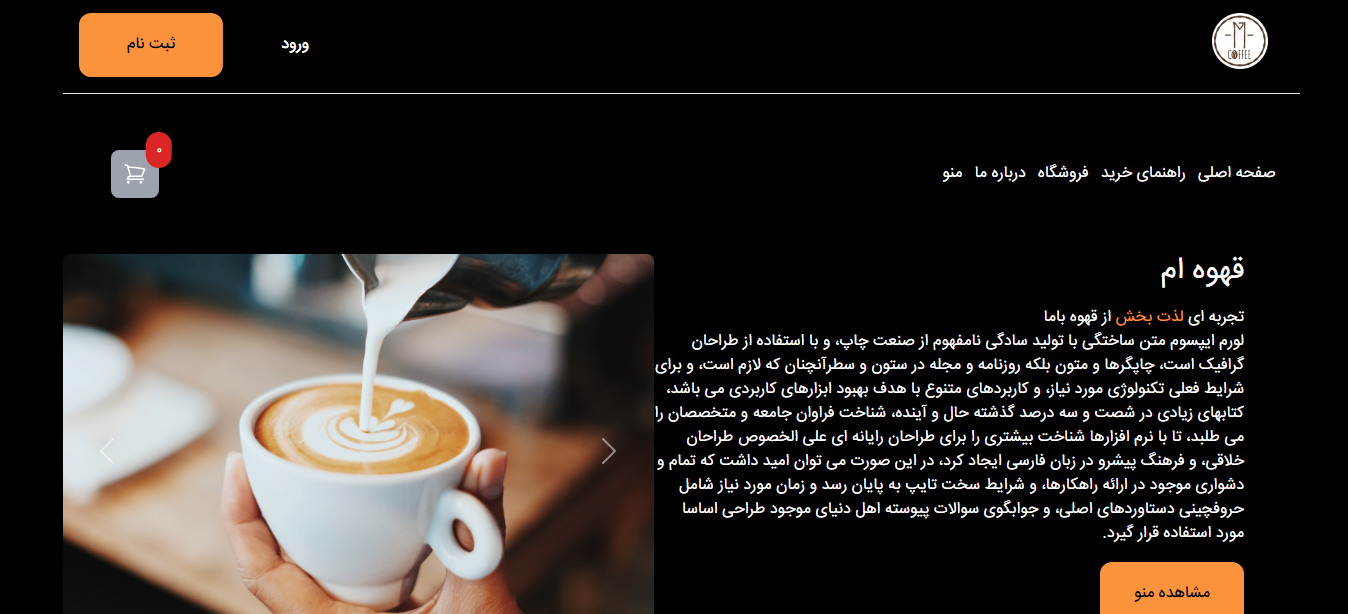 M
COFFEE
ورود
ثبت نام
صفحه اصلی راهنمای خرید فروشگاه درباره ما منو
۰
قهوه ام
تجربه ای لذت بخش از قهوه باما
لورم ایپسوم متن ساختگی با تولید سادگی نامفهوم از صنعت چاپ، و با استفاده از طراحان
گرافیک است، چاپگرها و متون بلکه روزنامه و مجله در ستون و سطرآنچنان که لازم است، و برای
شرایط فعلی تکنولوژی مورد نیاز، و کاربردهای متنوع با هدف بهبود ابزارهای کاربردی می باشد،
کتابهای زیادی در شصت و سه درصد گذشته حال و آینده، شناخت فراوان جامعه و متخصصان را
می طلبد، تا با نرم افزارها شناخت بیشتری را برای طراحان رایانه ای علی الخصوص طراحان
خلاقی، و فرهنگ پیشرو در زبان فارسی ایجاد کرد، در این صورت می توان امید داشت که تمام و
دشواری موجود در ارائه راهکارها، و شرایط سخت تایپ به پایان رسد و زمان مورد نیاز شامل
حروفچینی دستاوردهای اصلی، و جوابگوی سوالات پیوسته اهل دنیای موجود طراحی اساسا
مورد استفاده قرار گیرد.
مشاهده منو